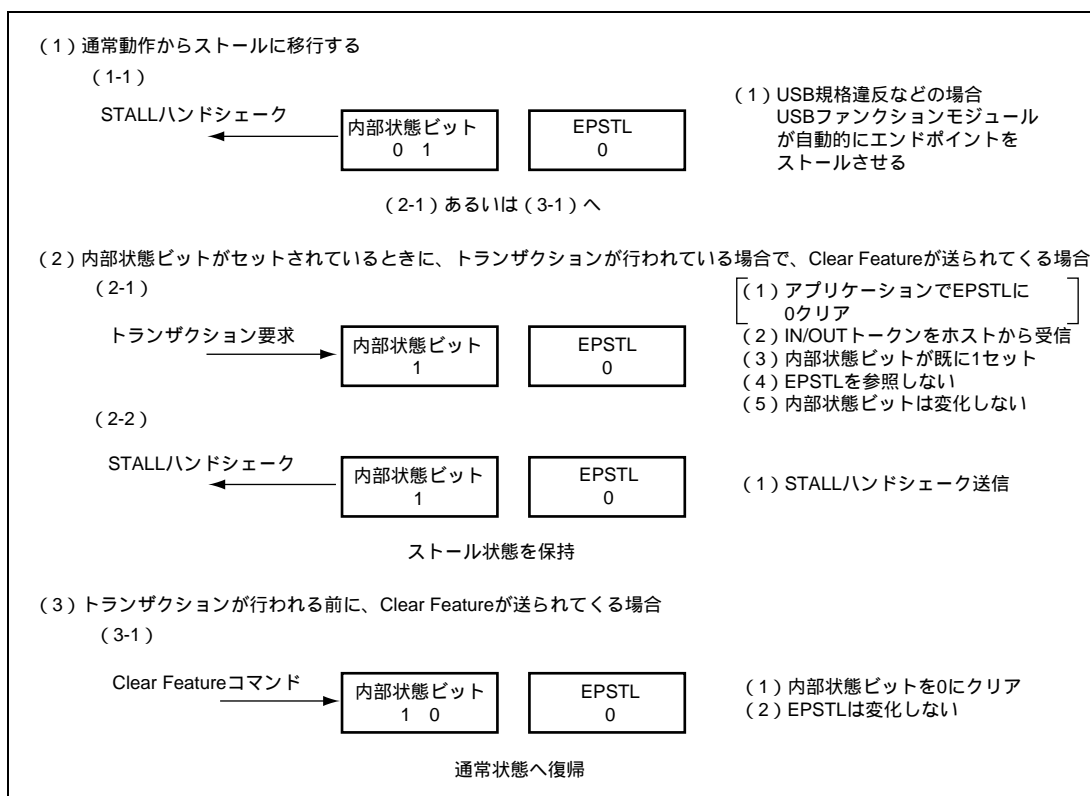 （1）通常動作からストールに移行する
（1-1）
STALLハンドシェーク
内部状態ビット
0 1
EPSTL
0
（1）USB規格違反などの場合
USBファンクションモジュール
が自動的にエンドポイントを
ストールさせる
（2-1）あるいは（3-1）へ
（2）内部状態ビットがセットされているときに、トランザクションが行われている場合で、Clear Featureが送られてくる場合
（2-1）
トランザクション要求
内部状態ビット
1
EPSTL
0
（1）アプリケーションでEPSTLに
0クリア
（2）IN/OUTトークンをホストから受信
（3）内部状態ビットが既に1セット
（4）EPSTLを参照しない
（5）内部状態ビットは変化しない
（2-2）
STALLハンドシェーク
内部状態ビット
1
EPSTL
0
（1）STALLハンドシェーク送信
ストール状態を保持
（3）トランザクションが行われる前に、Clear Featureが送られてくる場合
（3-1）
Clear Featureコマンド
内部状態ビット
1 0
EPSTL
0
（1）内部状態ビットを0にクリア
（2）EPSTLは変化しない
通常状態へ復帰